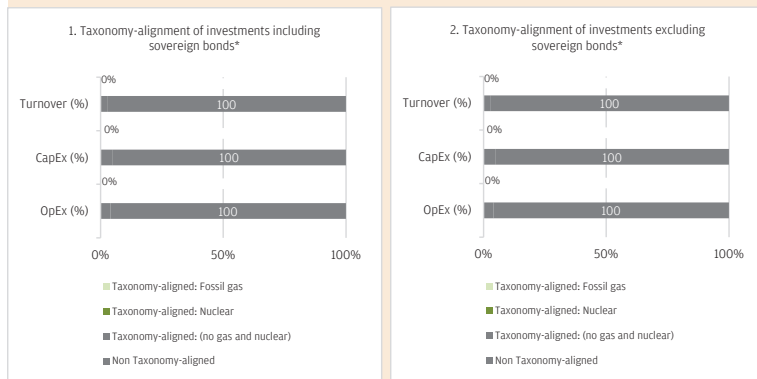 1. Taxonomy-alignment of investments including
sovereign bonds*
0%
Turnover (%)
100
0%
CapEx (%)
100
0%
OpEx (%)
100
0%
50%
100%
Taxonomy-aligned: Fossil gas
Taxonomy-aligned: Nuclear
Taxonomy-aligned: (no gas and nuclear)
Non Taxonomy-aligned
2. Taxonomy-alignment of investments excluding
sovereign bonds*
0%
Turnover (%)
100
0%
CapEx (%)
100
0%
OpEx (%)
100
0%
50%
100%
Taxonomy-aligned: Fossil gas
Taxonomy-aligned: Nuclear
Taxonomy-aligned: (no gas and nuclear)
Non Taxonomy-aligned